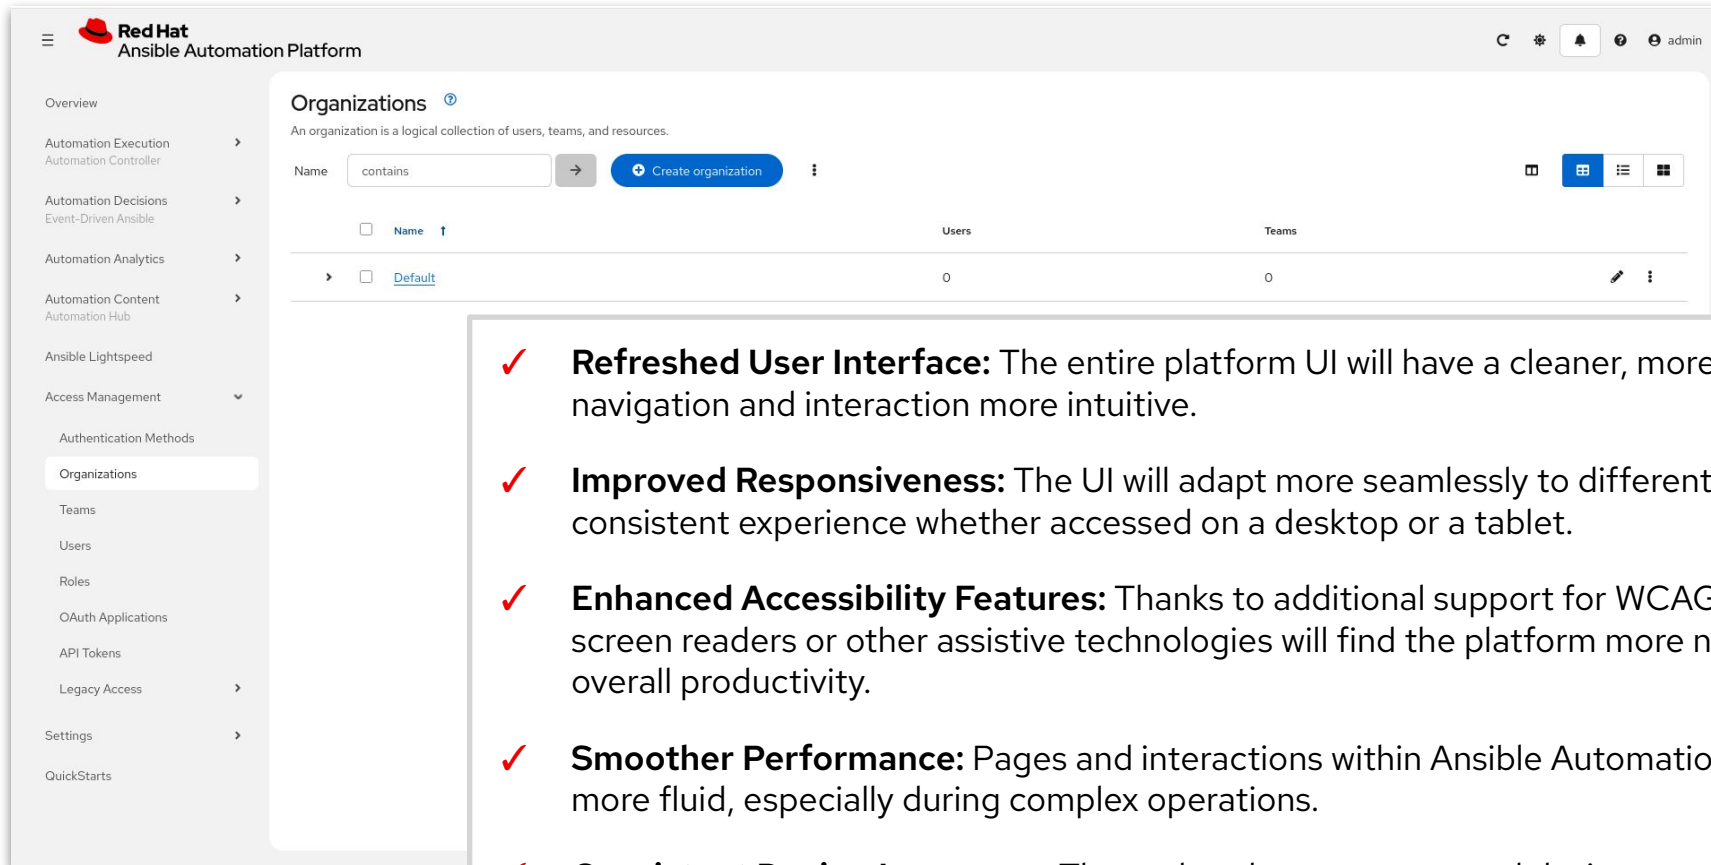 Red Hat
Ansible Automation Platform
admin
Overview
Automation Execution
Automation Controller
Automation Decisions
Event-Driven Ansible
Automation Analytics
Automation Content
Automation Hub
Ansible Lightspeed
Access Management
Authentication Methods
Organizations
Teams
Users
Roles
OAuth Applications
API Tokens
Legacy Access
Settings
QuickStarts
Organizations
An organization is a logical collection of users, teams, and resources.
Name contains Create organization
Name Users Teams
Default 0 0
✓ Refreshed User Interface: The entire platform UI will have a cleaner, more
navigation and interaction more intuitive.
✓ Improved Responsiveness: The UI will adapt more seamlessly to different
consistent experience whether accessed on a desktop or a tablet.
✓ Enhanced Accessibility Features: Thanks to additional support for WCAG
screen readers or other assistive technologies will find the platform more
overall productivity.
✓ Smoother Performance: Pages and interactions within Ansible Automatio
more fluid, especially during complex operations.